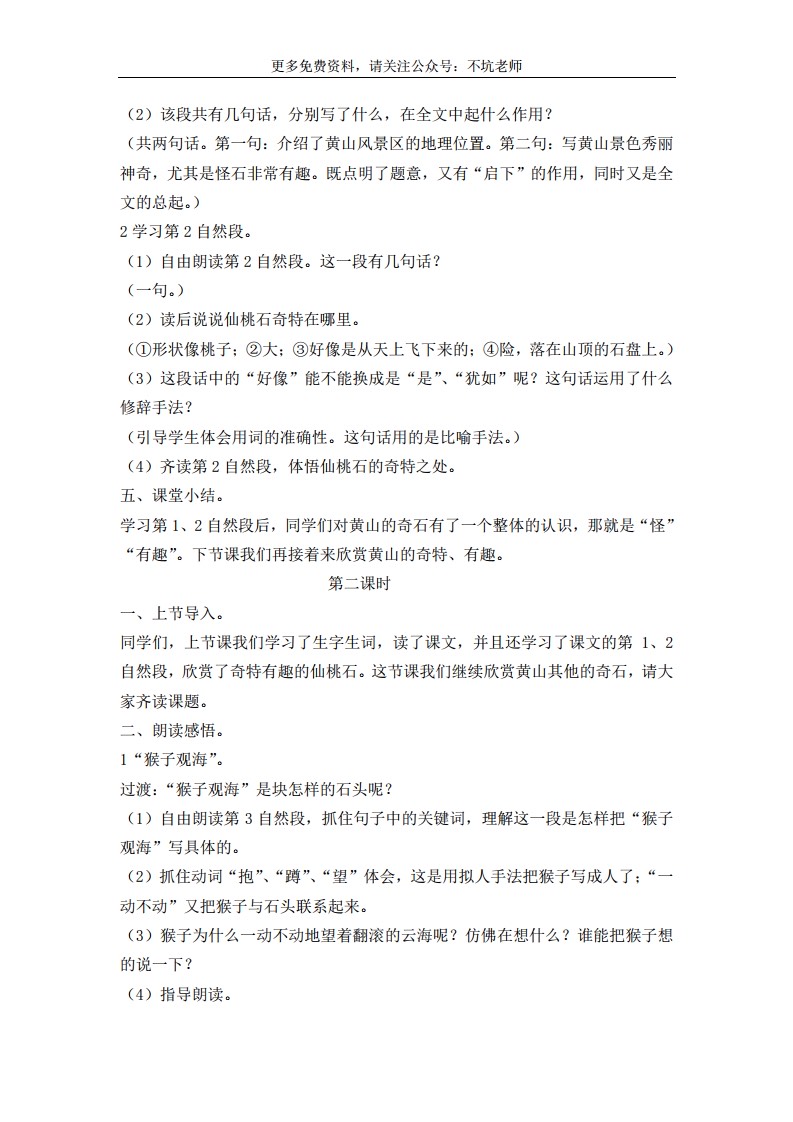 更多免费资料，请关注公众号：不坑老师
（2）该段共有几句话，分别写了什么，在全文中起什么作用？
（共两句话。第一句：介绍了黄山风景区的地理位置。第二句：写黄山景色秀丽
神奇，尤其是怪石非常有趣。既点明了题意，又有“启下”的作用，同时又是全
文的总起。）
2 学习第 2 自然段。
（1）自由朗读第 2 自然段。这一段有几句话？
（一句。）
（2）读后说说仙桃石奇特在哪里。
（①形状像桃子；②大；③好像是从天上飞下来的；④险，落在山顶的石盘上。）
（3）这段话中的“好像”能不能换成是“是”、“犹如”呢？这句话运用了什么
修辞手法？
（引导学生体会用词的准确性。这句话用的是比喻手法。）
（4）齐读第 2 自然段，体悟仙桃石的奇特之处。
五、课堂小结。
学习第 1、2 自然段后，同学们对黄山的奇石有了一个整体的认识，那就是“怪”
“有趣”。下节课我们再接着来欣赏黄山的奇特、有趣。
第二课时
一、上节导入。
同学们，上节课我们学习了生字生词，读了课文，并且还学习了课文的第 1、2
自然段，欣赏了奇特有趣的仙桃石。这节课我们继续欣赏黄山其他的奇石，请大
家齐读课题。
二、朗读感悟。
1“猴子观海”。
过渡：“猴子观海”是块怎样的石头呢？
（1）自由朗读第 3 自然段，抓住句子中的关键词，理解这一段是怎样把“猴子
观海”写具体的。
（2）抓住动词“抱”、“蹲”、“望”体会，这是用拟人手法把猴子写成人了；“一
动不动”又把猴子与石头联系起来。
（3）猴子为什么一动不动地望着翻滚的云海呢？仿佛在想什么？谁能把猴子想
的说一下？
（4）指导朗读。